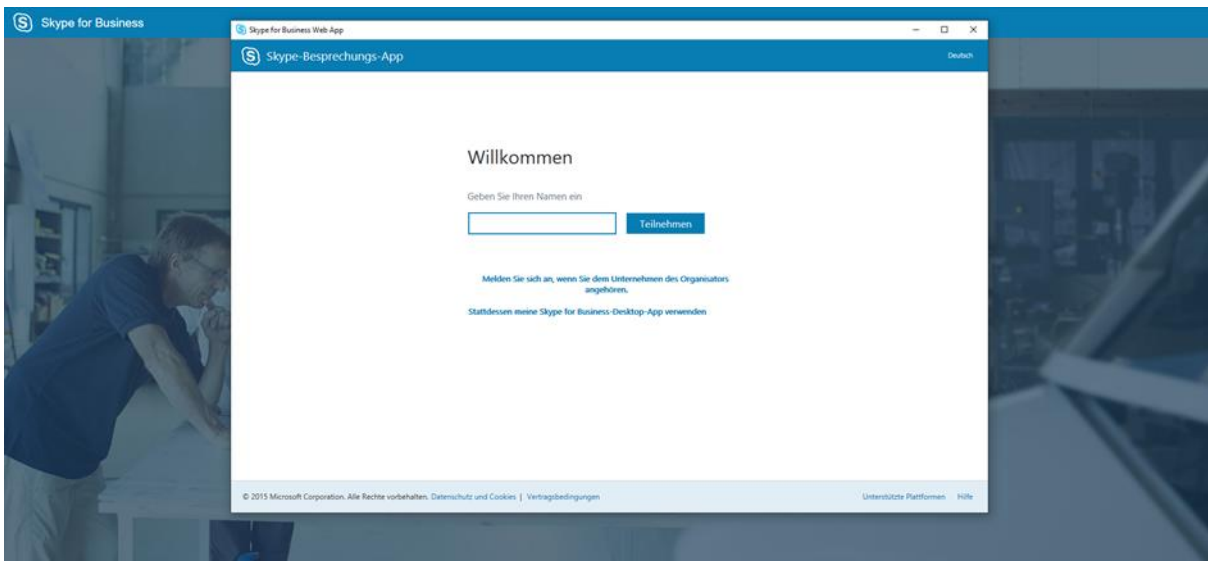 Skype for Business
Skype for Business Web App
Skype-Besprechungs-App
Deutsch
Willkommen
Geben Sie Ihren Namen ein
Teilnehmen
Melden Sie sich an, wenn Sie dem Unternehmen des Organisators
angehören.
Stattdessen meine Skype for Business-Desktop-App verwenden
© 2015 Microsoft Corporation. Alle Rechte vorbehalten. Datenschutz und Cookies | Vertragsbedingungen
Unterstützte Plattformen Hilfe